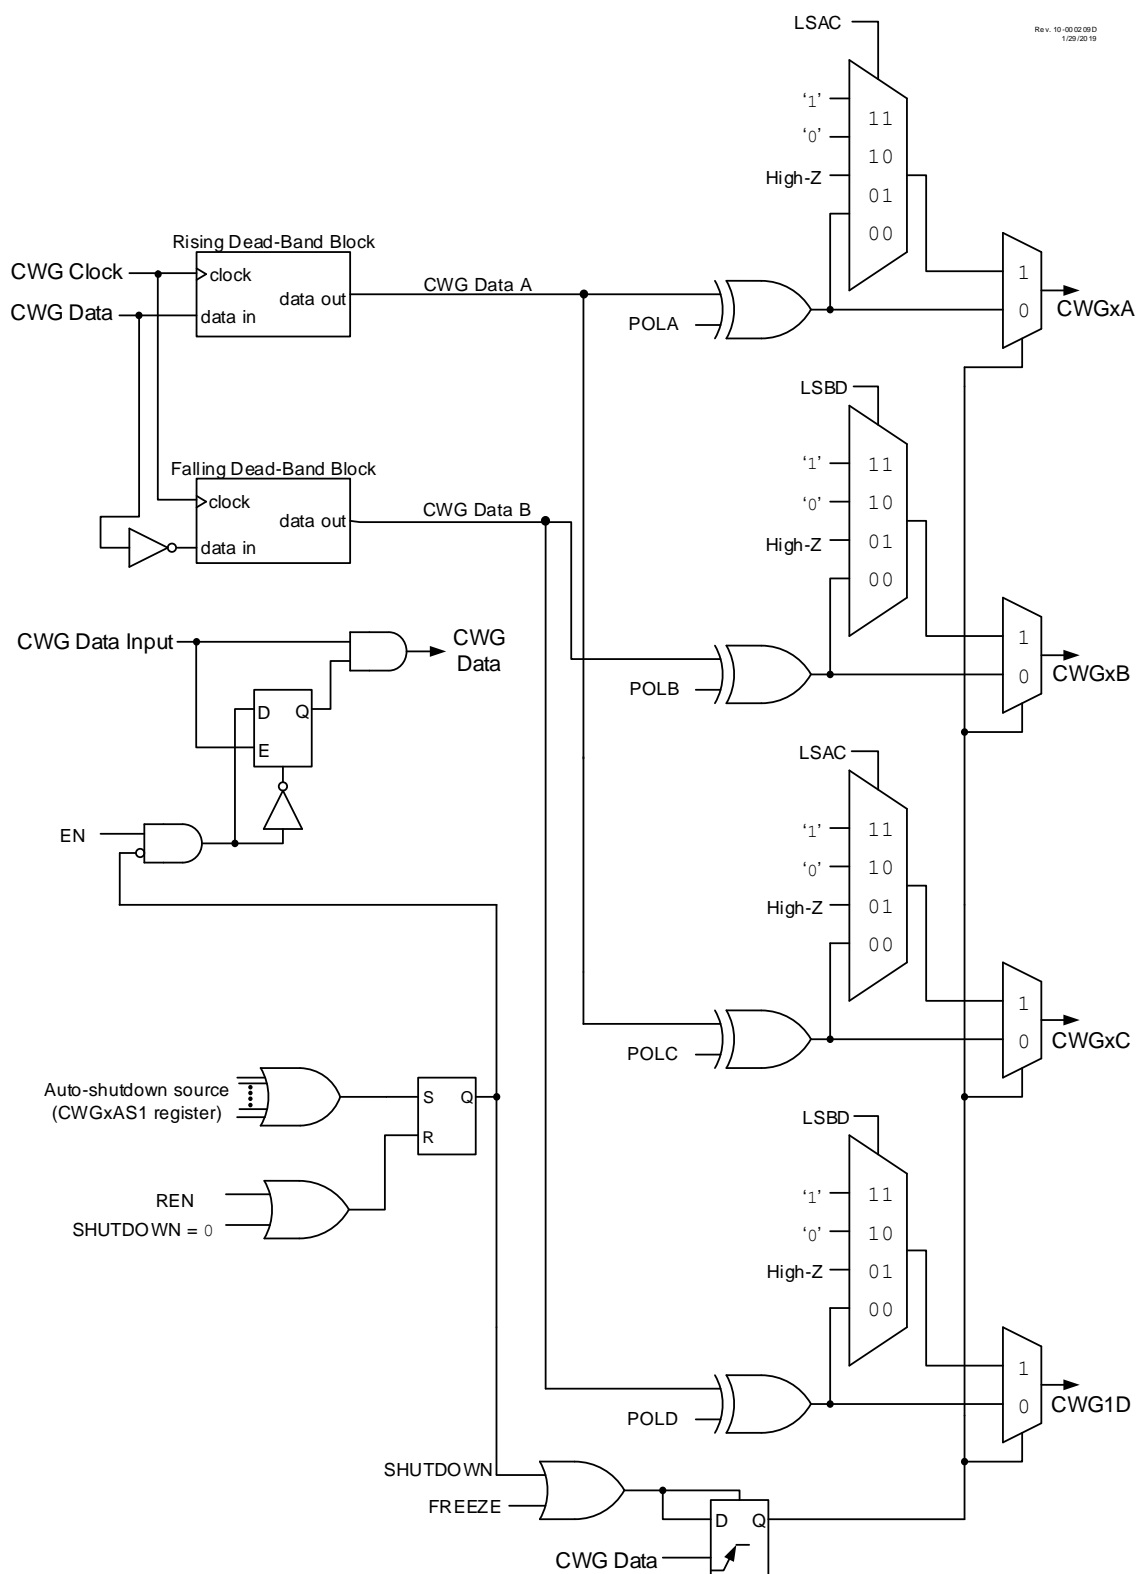 LSAC
Rev. 10-000209D
1/29/2019
‘1’
11
‘0’
10
High-Z
01
00
Rising Dead-Band Block
CWG Clock
clock
CWG Data
data in
data out
CWG Data A
POLA
1
0
CWGxA
LSBD
‘1’
11
‘0’
10
High-Z
01
00
Falling Dead-Band Block
clock
data out
data in
CWG Data B
CWG Data Input
CWG
Data
D
Q
E
POLB
1
0
CWGxB
EN
LSAC
‘1’
11
‘0’
10
High-Z
01
00
POLC
1
0
CWGxC
Auto-shutdown source
(CWGxAS1 register)
S
Q
R
REN
SHUTDOWN = 0
LSBD
‘1’
11
‘0’
10
High-Z
01
00
POLD
1
0
CWG1D
SHUTDOWN
FREEZE
D
Q
CWG Data